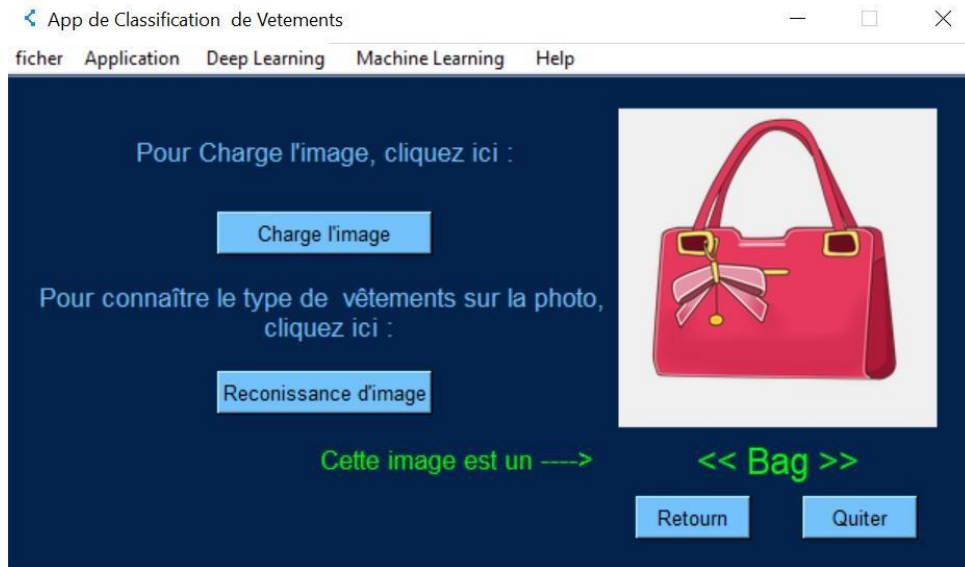 App de Classification de Vetements
ficher Application Deep Learning Machine Learning Help
Pour Charge l'image, cliquez ici :
Charge l'image
Pour connaître le type de vêtements sur la photo,
cliquez ici :
Reconissance d'image
Cette image est un ----> << Bag >>
Retourn Quiter